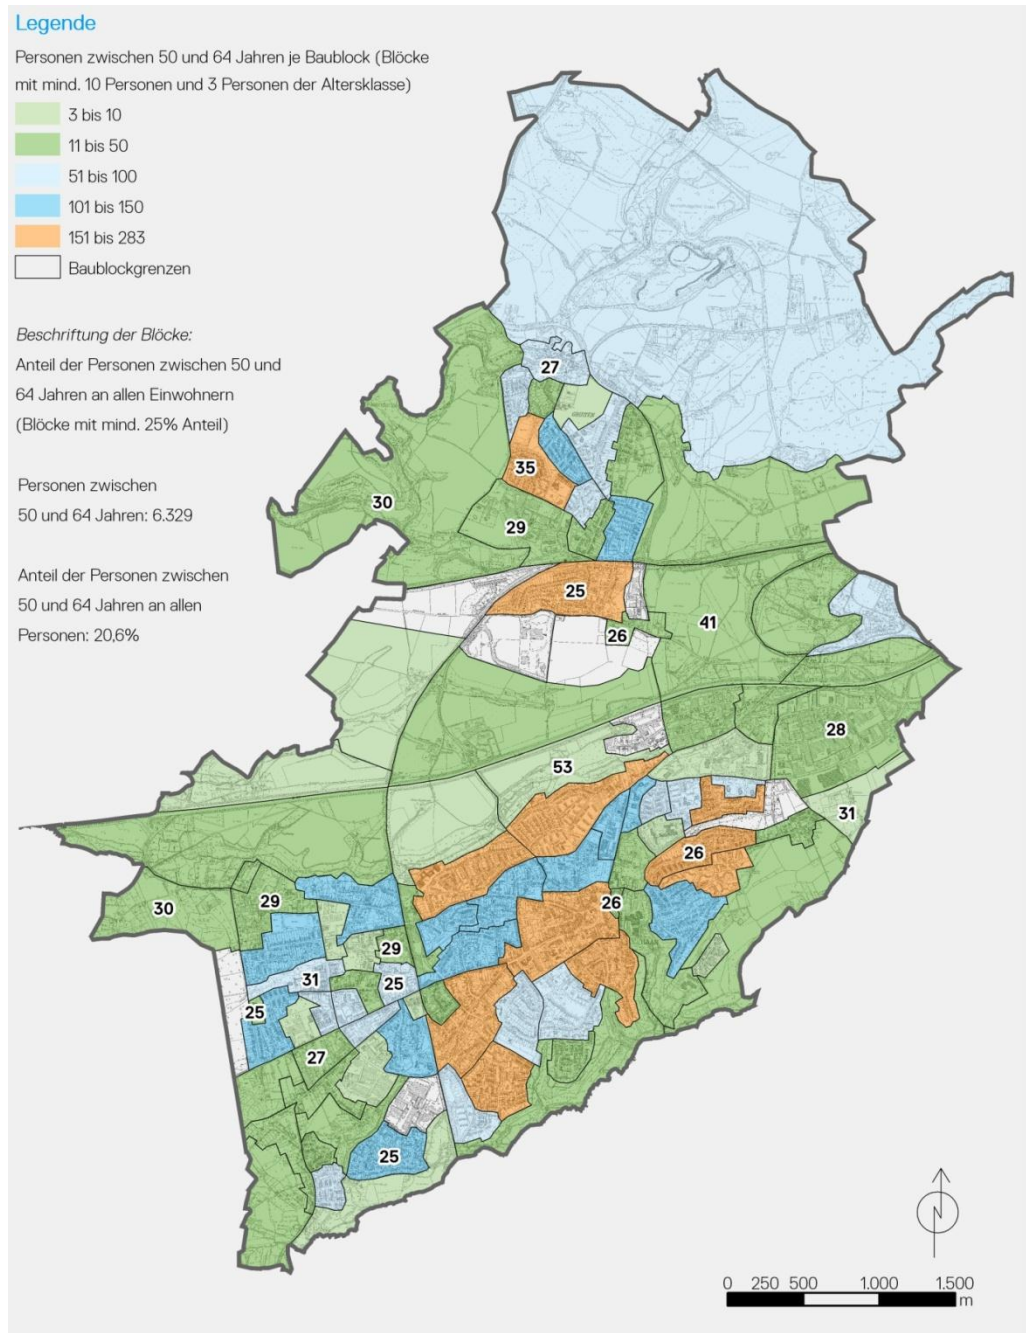 Legende
Personen zwischen 50 und 64 Jahren je Baublock (Blöcke
mit mind. 10 Personen und 3 Personen der Altersklasse)
3 bis 10
11 bis 50
51 bis 100
101 bis 150
151 bis 283
Baublockgrenzen
Beschriftung der Blöcke:
Anteil der Personen zwischen 50 und
64 Jahren an allen Einwohnern
(Blöcke mit mind. 25% Anteil)
Personen zwischen
50 und 64 Jahren: 6.329
Anteil der Personen zwischen
50 und 64 Jahren an allen
Personen: 20,6%
27
35
30
29
25
41
26
28
53
31
26
30
29
26
29
31
25
25
27
25
0 250 500 1.000 1.500
m